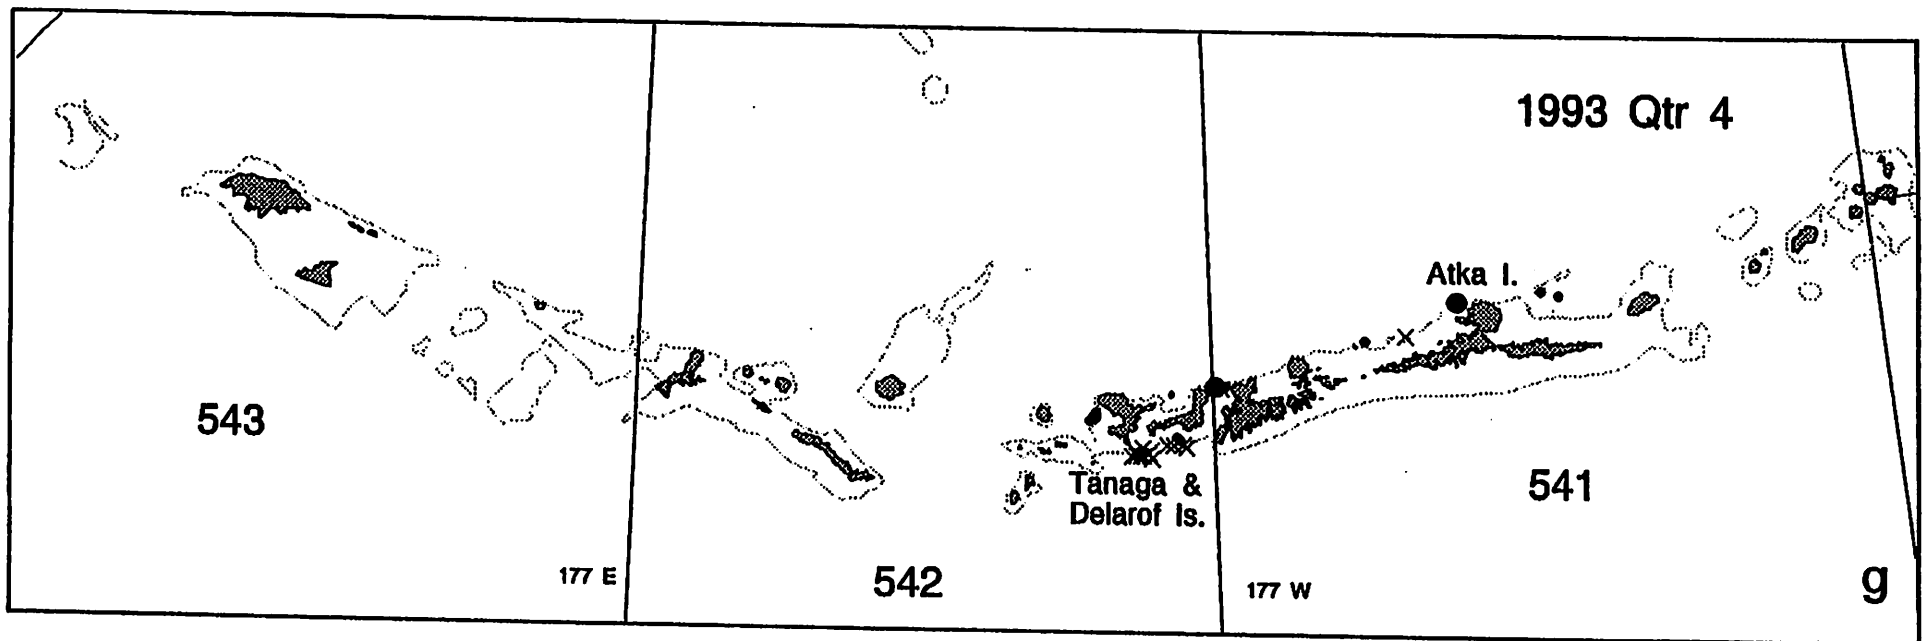 1993 Qtr 4
Atka I.
543
Tanaga &
Delarof Is.
541
177 E
542
177 W
g